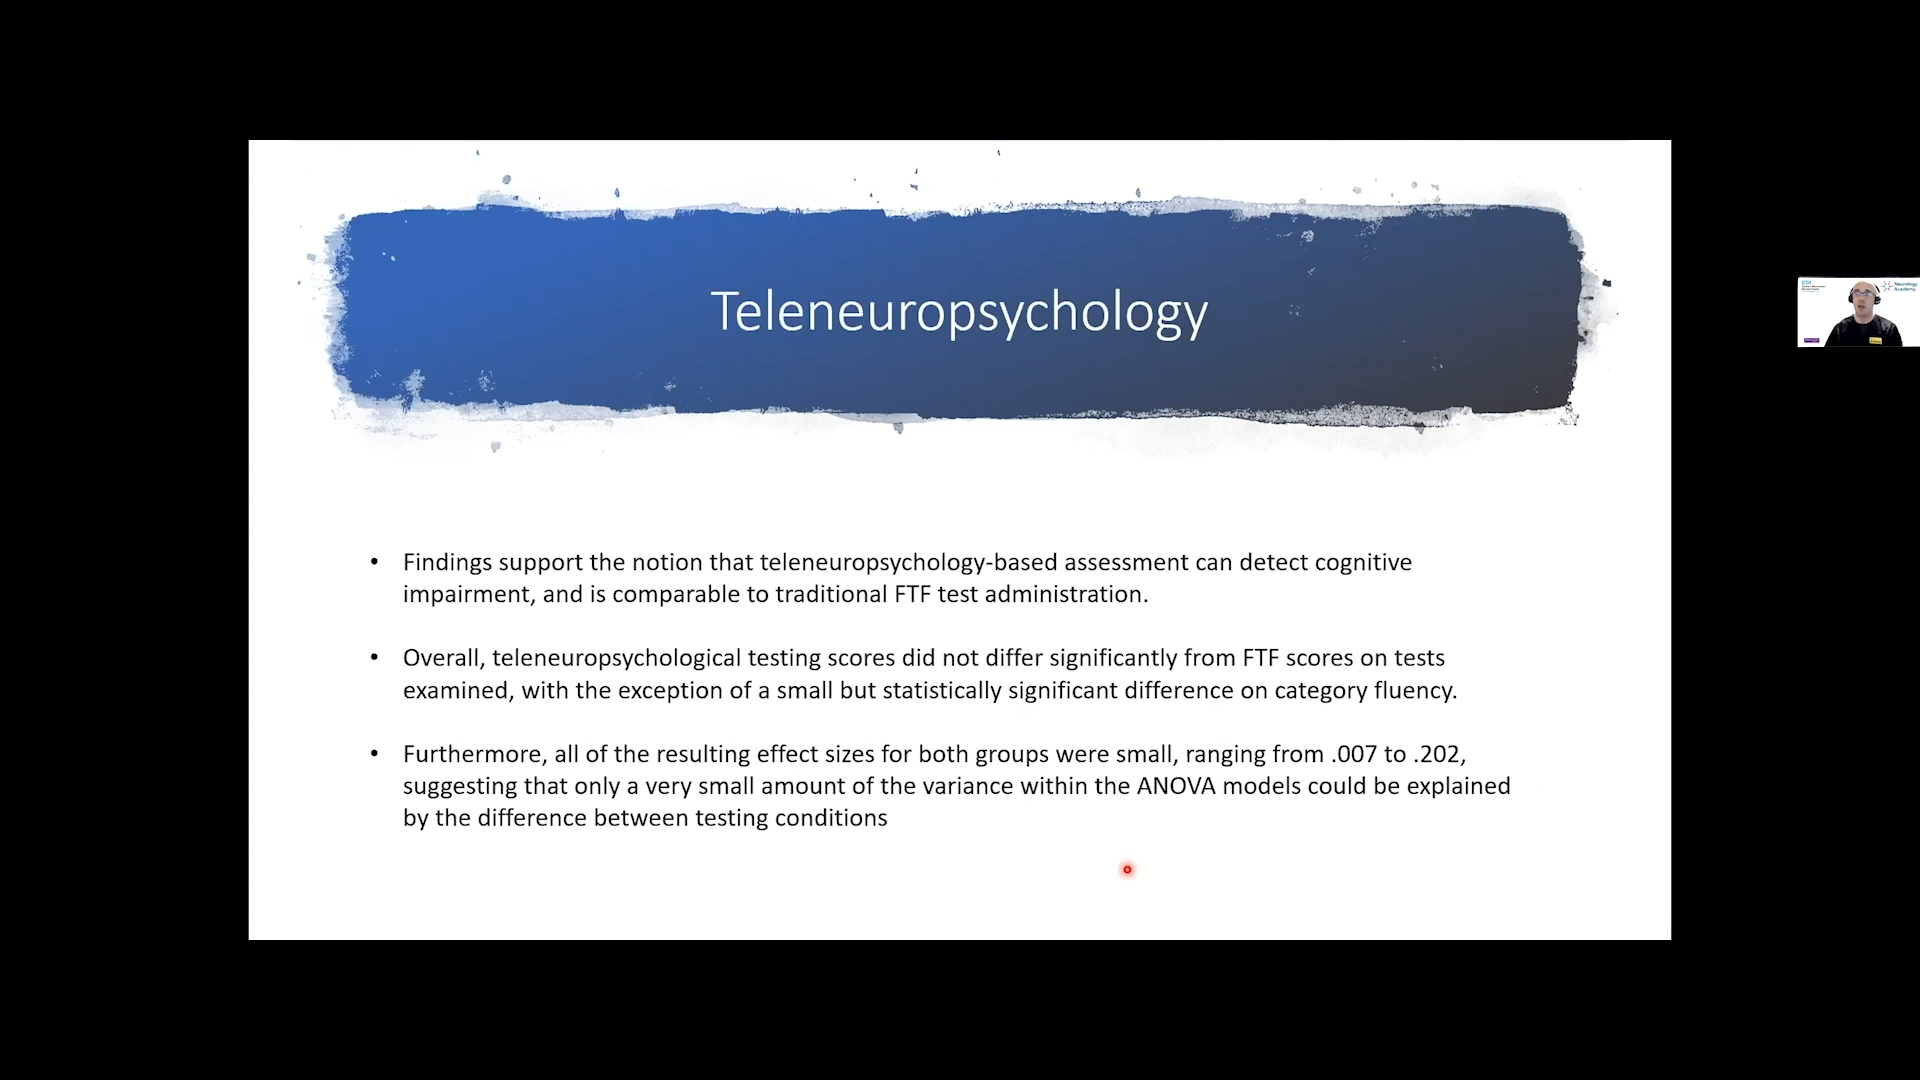 Teleneuropsychology
• Findings support the notion that teleneuropsychology-based assessment can detect cognitive
impairment, and is comparable to traditional FTF test administration.
• Overall, teleneuropsychological testing scores did not differ significantly from FTF scores on tests
examined, with the exception of a small but statistically significant difference on category fluency.
• Furthermore, all of the resulting effect sizes for both groups were small, ranging from .007 to .202,
suggesting that only a very small amount of the variance within the ANOVA models could be explained
by the difference between testing conditions
Neurology
Academy